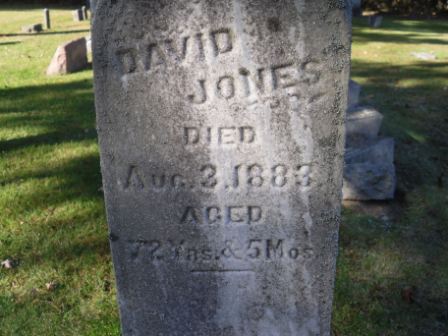 DAVID
JONES
DIED
AUG. 3, 1883.
AGED
72 YRS. & 5 MOS.